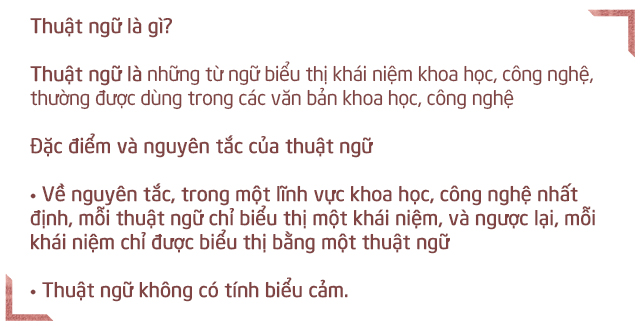 Thuật ngữ là gì?
Thuật ngữ là những từ ngữ biểu thị khái niệm khoa học, công nghệ,
thường được dùng trong các văn bản khoa học, công nghệ
Đặc điểm và nguyên tắc của thuật ngữ
• Về nguyên tắc, trong một lĩnh vực khoa học, công nghệ nhất
định, mỗi thuật ngữ chỉ biểu thị một khái niệm, và ngược lại, mỗi
khái niệm chỉ được biểu thị bằng một thuật ngữ
• Thuật ngữ không có tính biểu cảm.